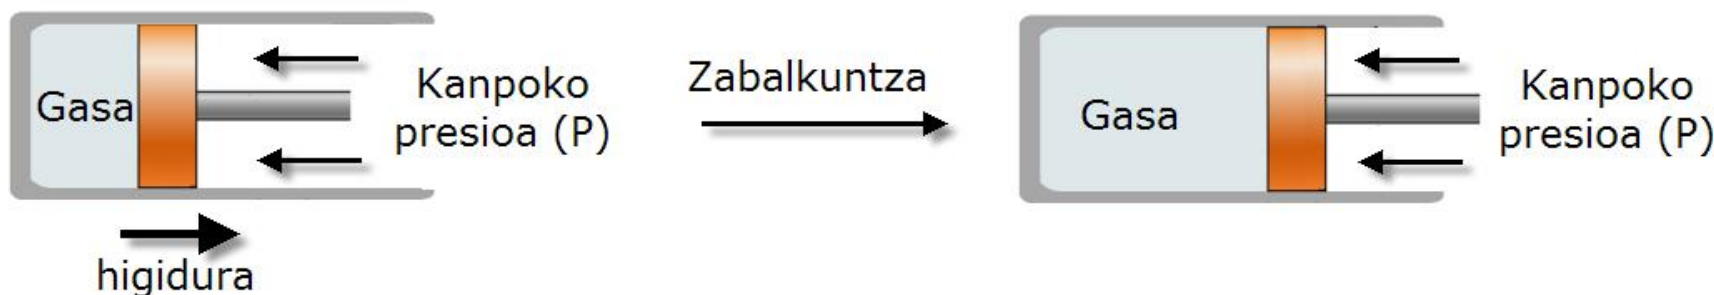 Gasa
Kanpoko
presioa (P)
higidura
Zabalkuntza
Gasa
Kanpoko
presioa (P)